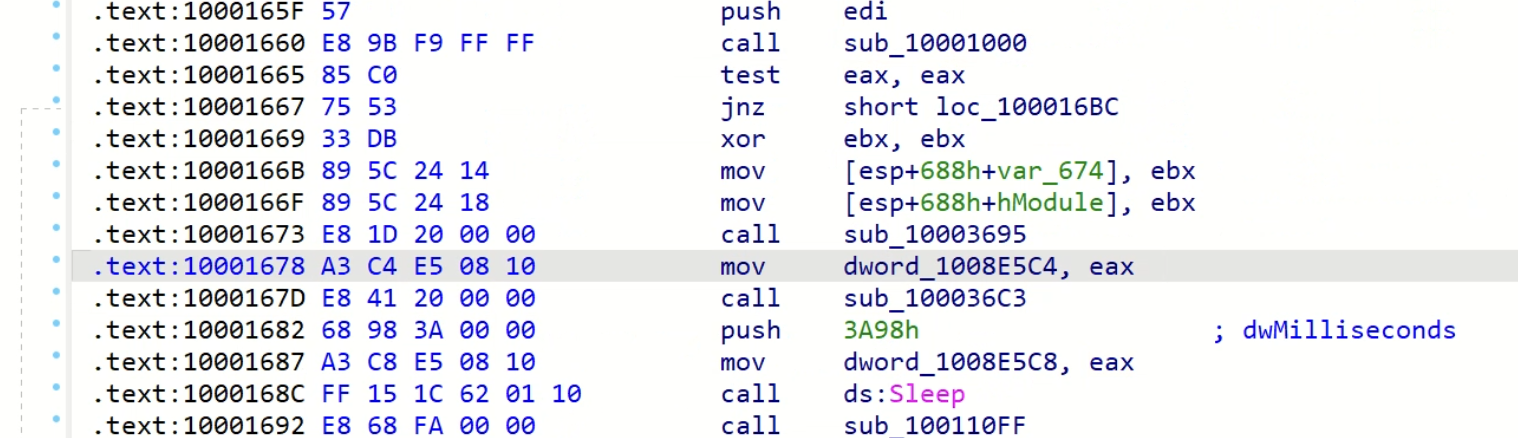 .text:1000165F 57 push edi
.text:10001660 E8 9B F9 FF FF call sub_10001000
.text:10001665 85 C0 test eax, eax
.text:10001667 75 53 jnz short loc_100016BC
.text:10001669 33 DB xor ebx, ebx
.text:1000166B 89 5C 24 14 mov [esp+688h+var_674], ebx
.text:1000166F 89 5C 24 18 mov [esp+688h+hModule], ebx
.text:10001673 E8 1D 20 00 00 call sub_10003695
.text:10001678 A3 C4 E5 08 10 mov dword_1008E5C4, eax
.text:1000167D E8 41 20 00 00 call sub_100036C3
.text:10001682 68 98 3A 00 00 push 3A98h ; dwMilliseconds
.text:10001687 A3 C8 E5 08 10 mov dword_1008E5C8, eax
.text:1000168C FF 15 1C 62 01 10 call ds:Sleep
.text:10001692 E8 68 FA 00 00 call sub_100110FF